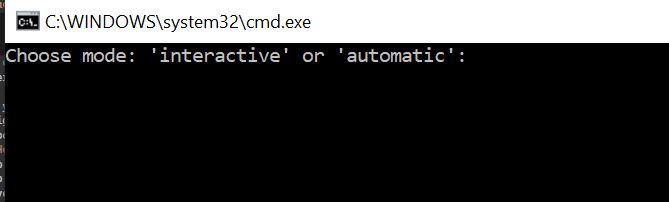 C:\WINDOWS\system32\cmd.exe
Choose mode: 'interactive' or 'automatic':